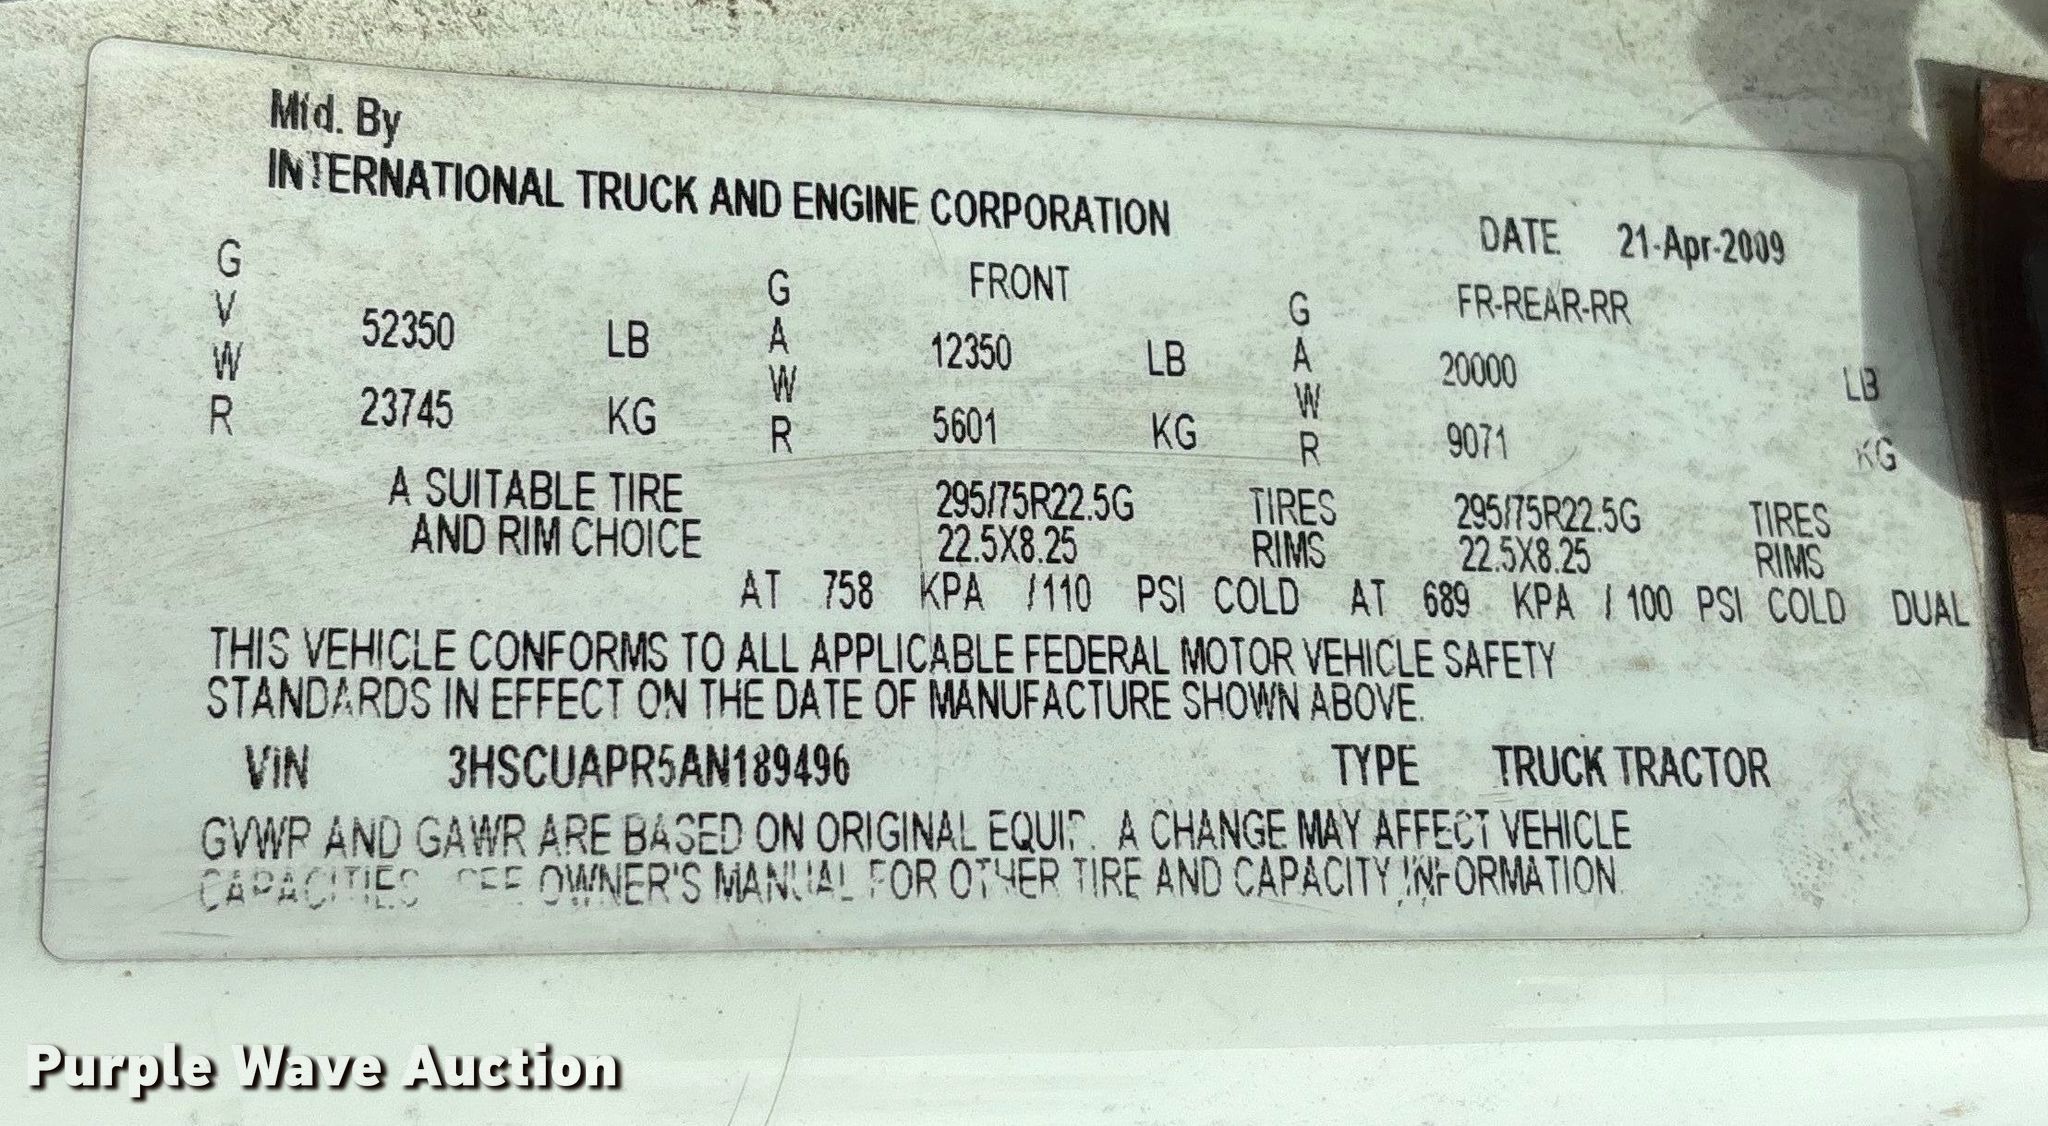 Mfd. By
INTERNATIONAL TRUCK AND ENGINE CORPORATION
DATE 21-Apr-2009
GVWR 52350 LB 23745 KG
GAWR FRONT 12350 LB 5601 KG
GAWR FR-REAR-RR 20000 LB 9071 KG
A SUITABLE TIRE 295/75R22.5G TIRES 295/75R22.5G TIRES
AND RIM CHOICE 22.5X8.25 RIMS 22.5X8.25 RIMS
AT 758 KPA / 110 PSI COLD AT 689 KPA / 100 PSI COLD DUAL
THIS VEHICLE CONFORMS TO ALL APPLICABLE FEDERAL MOTOR VEHICLE SAFETY
STANDARDS IN EFFECT ON THE DATE OF MANUFACTURE SHOWN ABOVE.
VIN 3HSCUAPR5AN189496 TYPE TRUCK TRACTOR
GVWR AND GAWR ARE BASED ON ORIGINAL EQUIP. A CHANGE MAY AFFECT VEHICLE
CAPACITIES SEE OWNER'S MANUAL FOR OTHER TIRE AND CAPACITY INFORMATION
Purple Wave Auction